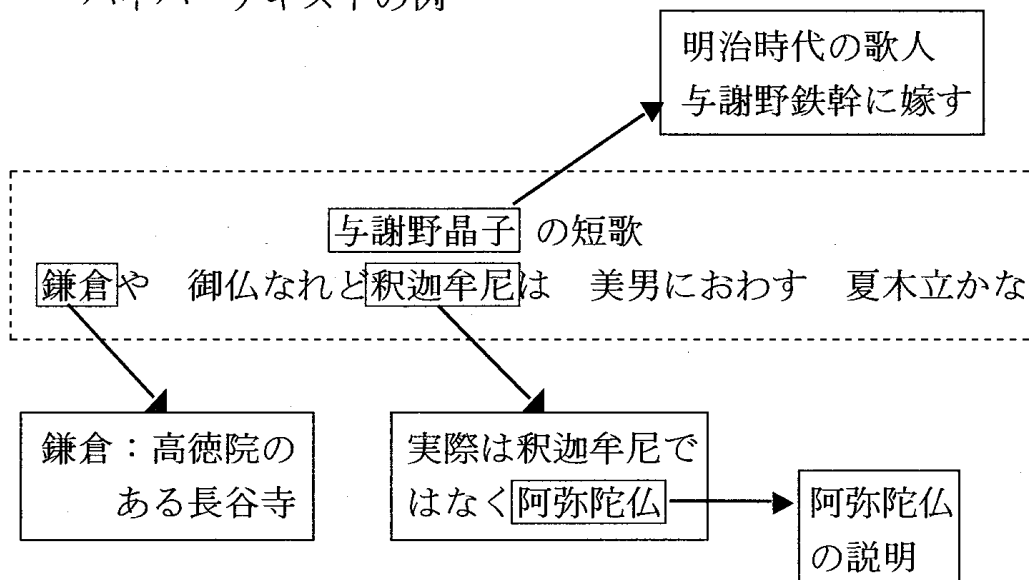 ハイパーテキストの例
明治時代の歌人
与謝野鉄幹に嫁す
与謝野晶子 の短歌
鎌倉や 御仏なれど釈迦牟尼は 美男におわす 夏木立かな
鎌倉：高徳院の
ある長谷寺
実際は釈迦牟尼で
はなく阿弥陀仏
阿弥陀仏
の説明